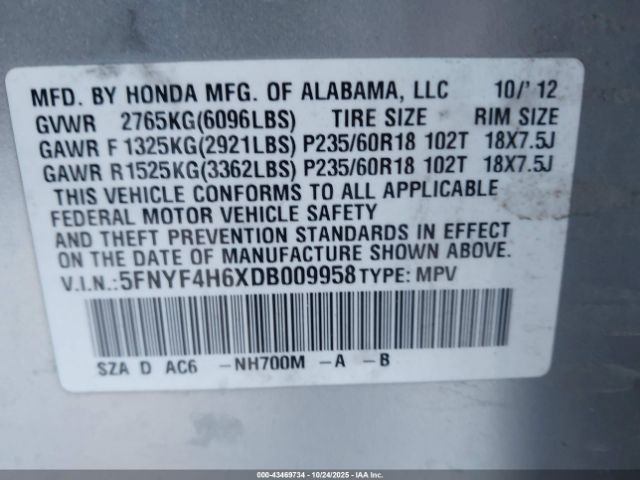 MFD. BY HONDA MFG. OF ALABAMA, LLC 10/'12
GVWR 2765KG(6096LBS) TIRE SIZE RIM SIZE
GAWR F 1325KG(2921LBS) P235/60R18 102T 18X7.5J
GAWR R 1525KG(3362LBS) P235/60R18 102T 18X7.5J
THIS VEHICLE CONFORMS TO ALL APPLICABLE
FEDERAL MOTOR VEHICLE SAFETY
AND THEFT PREVENTION STANDARDS IN EFFECT
ON THE DATE OF MANUFACTURE SHOWN ABOVE.
V.I.N.:5FNYF4H6XDB009958 TYPE: MPV
SZA D AC6 -NH700M -A -B
000-43469734 - 10/24/2025 - IAAI.COM